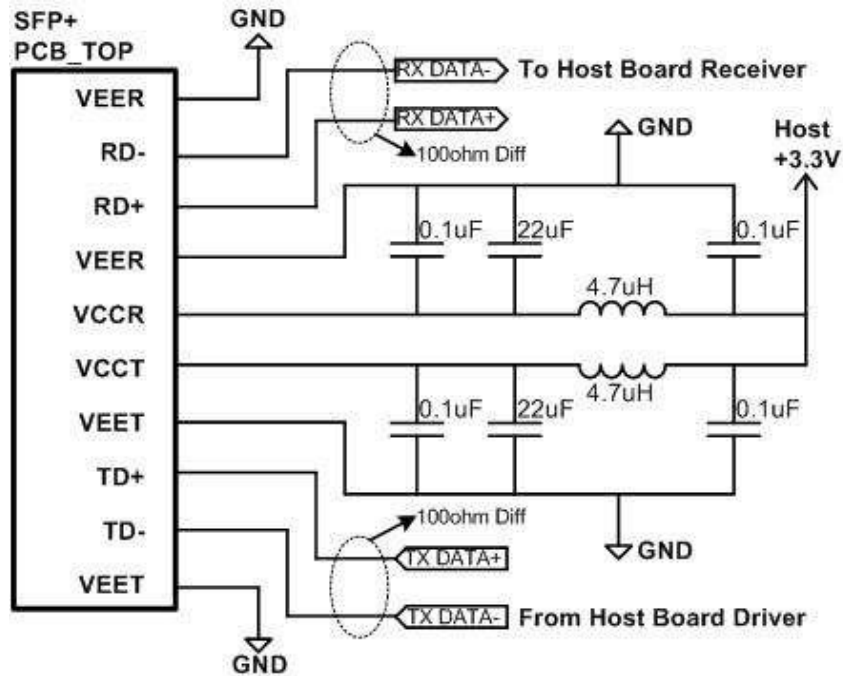 SFP+
PCB_TOP
GND
VEER
RD-
RD+
VEER
VCCR
VCCT
VEET
TD+
TD-
VEET
GND
RX DATA-
To Host Board Receiver
RX DATA+
100ohm Diff
GND
Host
+3.3V
0.1uF
22uF
0.1uF
4.7uH
4.7uH
0.1uF
22uF
0.1uF
100ohm Diff
GND
TX DATA+
TX DATA-
From Host Board Driver